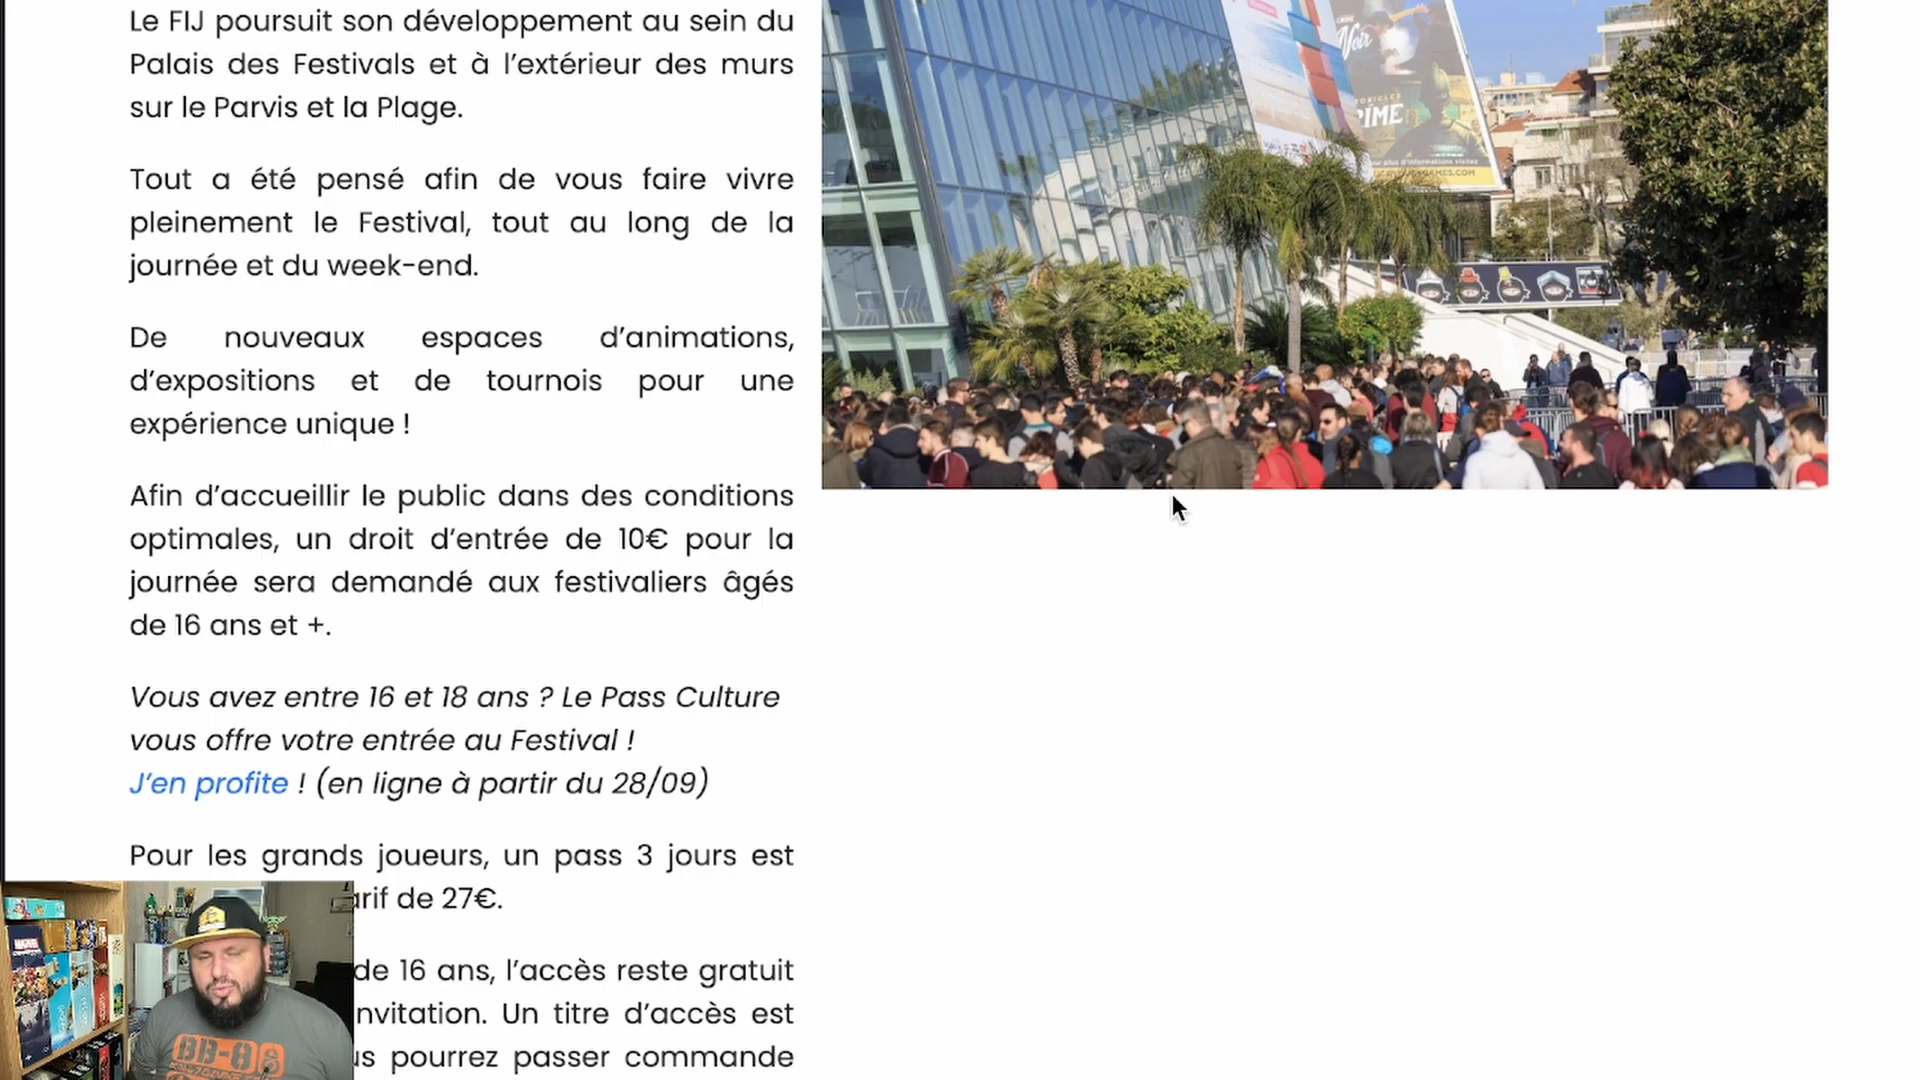 Le FIJ poursuit son développement au sein du
Palais des Festivals et à l’extérieur des murs
sur le Parvis et la Plage.
Tout a été pensé afin de vous faire vivre
pleinement le Festival, tout au long de la
journée et du week-end.
De nouveaux espaces d’animations,
d’expositions et de tournois pour une
expérience unique !
Afin d’accueillir le public dans des conditions
optimales, un droit d’entrée de 10€ pour la
journée sera demandé aux festivaliers âgés
de 16 ans et +.
Vous avez entre 16 et 18 ans ? Le Pass Culture
vous offre votre entrée au Festival !
J’en profite ! (en ligne à partir du 28/09)
Pour les grands joueurs, un pass 3 jours est
arif de 27€.
de 16 ans, l’accès reste gratuit
nvitation. Un titre d’accès est
us pourrez passer commande
Noir
MARVEL
BB-8